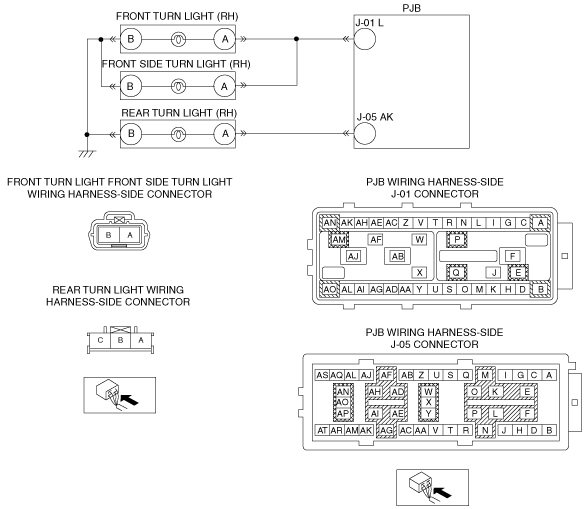 FRONT TURN LIGHT (RH)
PJB
J-01 L
B A
FRONT SIDE TURN LIGHT (RH)
B A
REAR TURN LIGHT (RH)
J-05 AK
B A
FRONT TURN LIGHT FRONT SIDE TURN LIGHT
WIRING HARNESS-SIDE CONNECTOR
B A
REAR TURN LIGHT WIRING
HARNESS-SIDE CONNECTOR
C B A
PJB WIRING HARNESS-SIDE
J-01 CONNECTOR
AN AK AH AE AC Z V T R N L I G C A
AM AF W P
AJ AB F
X Q J E
AO AL AI AG AD AA Y U S O M K H D B
PJB WIRING HARNESS-SIDE
J-05 CONNECTOR
AS AQ AL AJ AF AB Z U S Q M I G C A
AN AH AD W O K E
AO X
AP AI AE Y P L F
AT AR AM AK AG AC AA V T R N J H D B